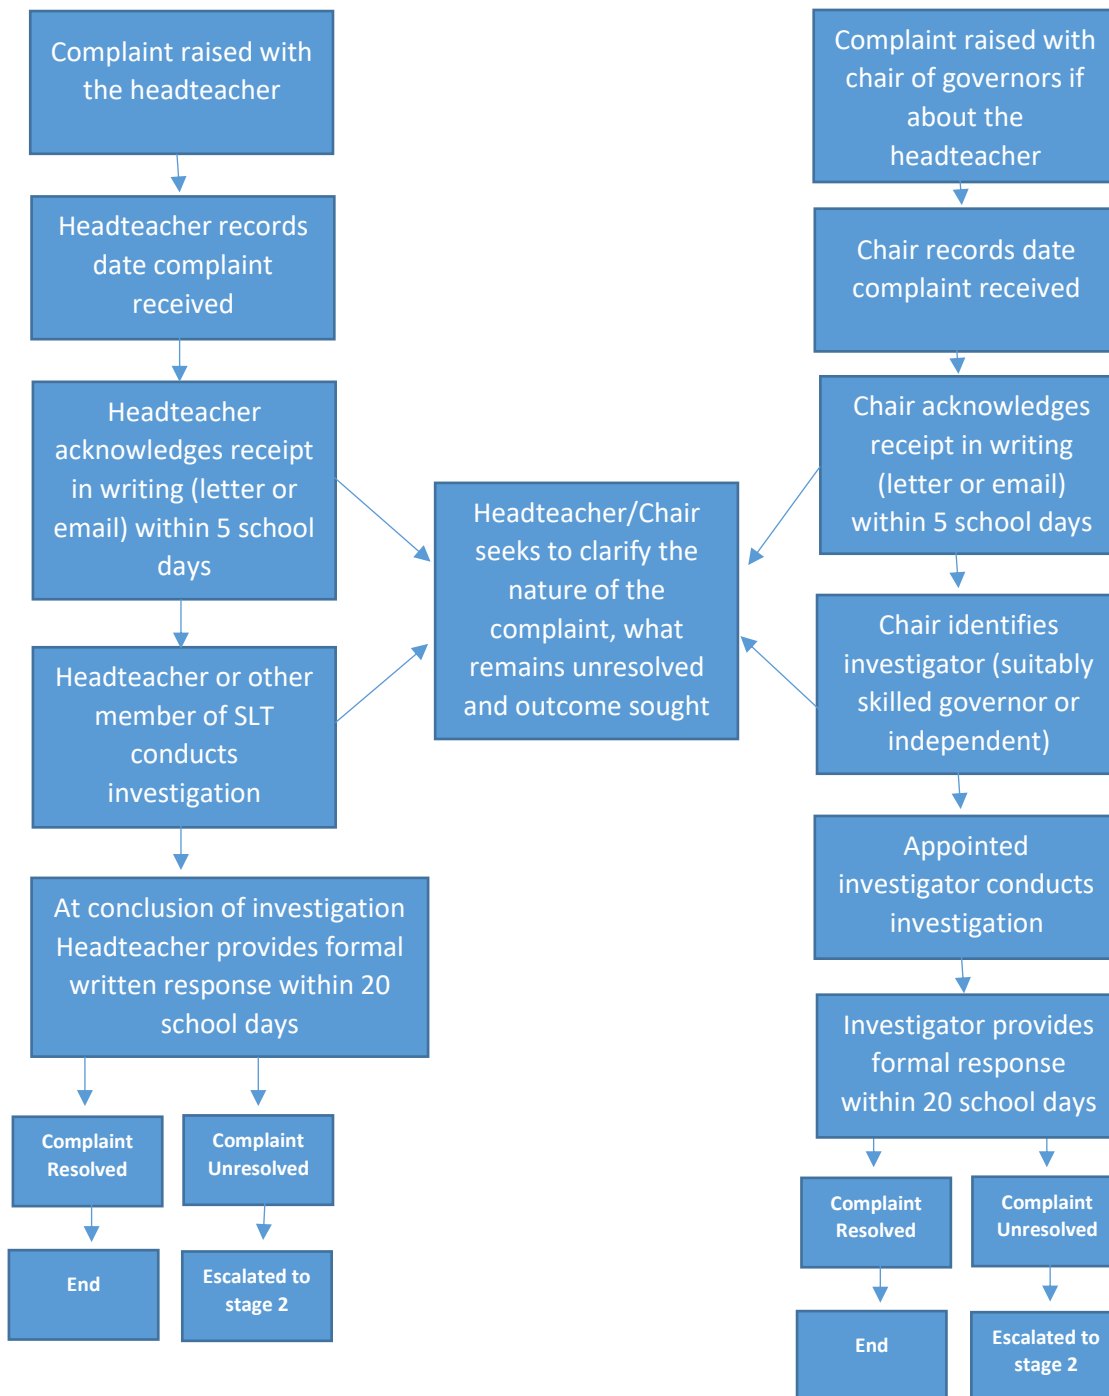 Complaint raised with
the headteacher
Headteacher records
date complaint
received
Headteacher
acknowledges receipt
in writing (letter or
email) within 5 school
days
Headteacher or other
member of SLT
conducts
investigation
At conclusion of investigation
Headteacher provides formal
written response within 20
school days
Complaint
Resolved
Complaint
Unresolved
End
Escalated to
stage 2
Headteacher/Chair
seeks to clarify the
nature of the
complaint, what
remains unresolved
and outcome sought
Complaint raised with
chair of governors if
about the
headteacher
Chair records date
complaint received
Chair acknowledges
receipt in writing
(letter or email)
within 5 school days
Chair identifies
investigator (suitably
skilled governor or
independent)
Appointed
investigator conducts
investigation
Investigator provides
formal response
within 20 school days
Complaint
Resolved
Complaint
Unresolved
End
Escalated to
stage 2